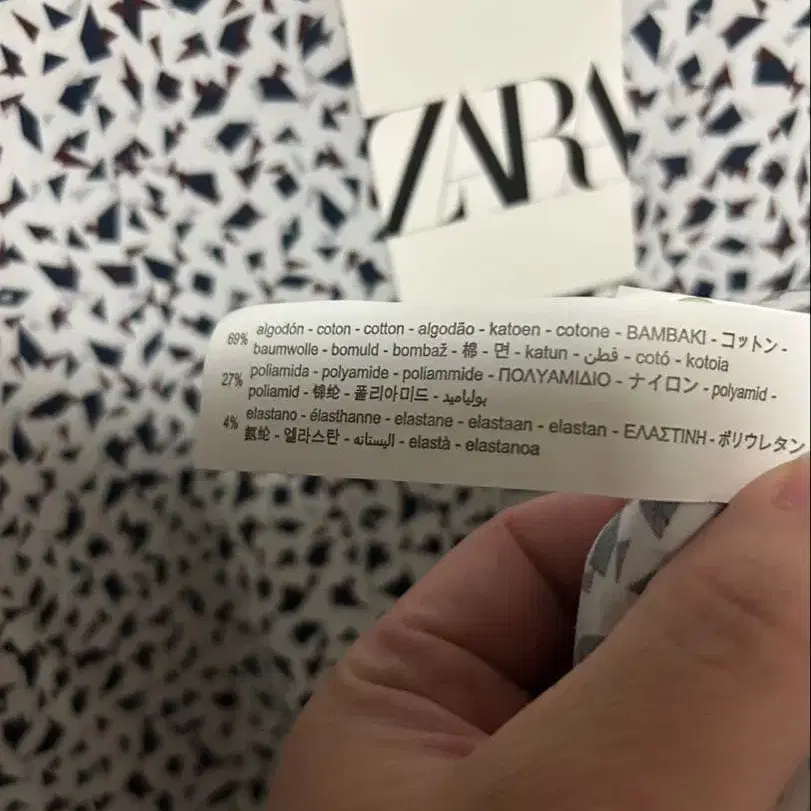 ZARA
69% algodón - coton - cotton - algodão - katoen - cotone - BAMBAKI - コットン -
baumwolle - bomuld - bombaž - 棉 - 면 - katun - قطن - cotó - kotoia
27% poliamida - polyamide - poliammide - ΠΟΛΥΑΜΙΔΙΟ - ナイロン - polyamid -
poliamid - 锦纶 - 폴리아미드 - بولياميد
4% elastano - élasthanne - elastane - elastaan - elastan - ΕΛΑΣΤΙΝΗ - ポリウレタン
氨纶 - 엘라스탄 - اليستانه - elastà - elastanoa